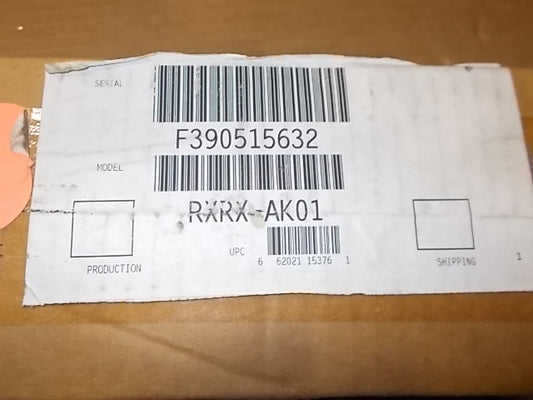 SERIAL
F390515632
MODEL
RXRX-AK01
UPC
6 62021 15376 1
PRODUCTION
SHIPPING
1